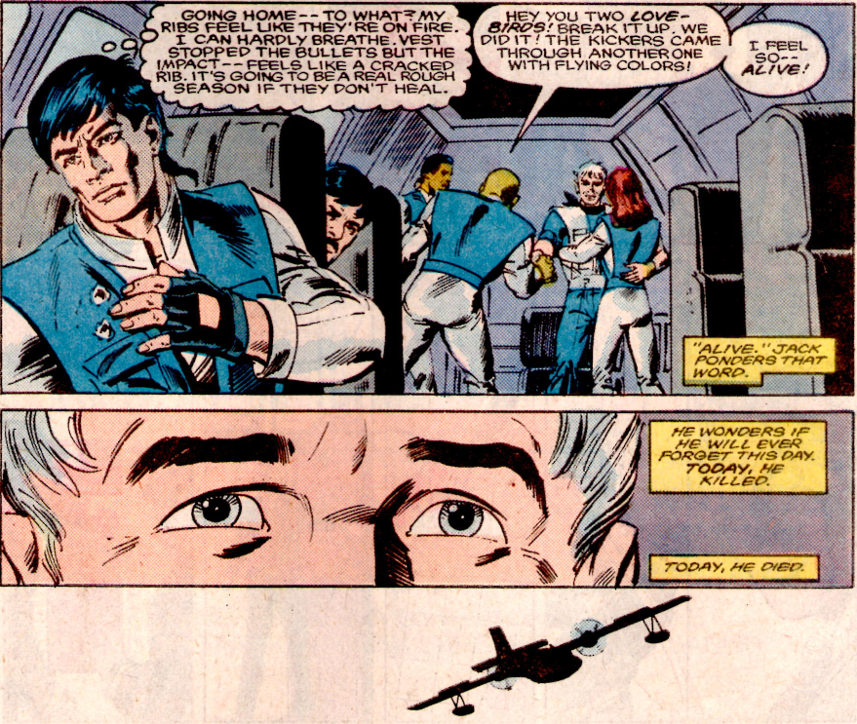 GOING HOME-- TO WHAT? MY
RIBS FEEL LIKE THEY'RE ON FIRE.
I CAN HARDLY BREATHE. VEST
STOPPED THE BULLETS BUT THE
IMPACT-- FEELS LIKE A CRACKED
RIB. IT'S GOING TO BE A REAL ROUGH
SEASON IF THEY DON'T HEAL.
HEY YOU TWO LOVE-
BIRDS! BREAK IT UP. WE
DID IT! THE KICKERS CAME
THROUGH ANOTHER ONE
WITH FLYING COLORS!
I FEEL
SO--
ALIVE!
"ALIVE." JACK
PONDERS THAT
WORD.
HE WONDERS IF
HE WILL EVER
FORGET THIS DAY.
TODAY, HE
KILLED.
TODAY, HE DIED.